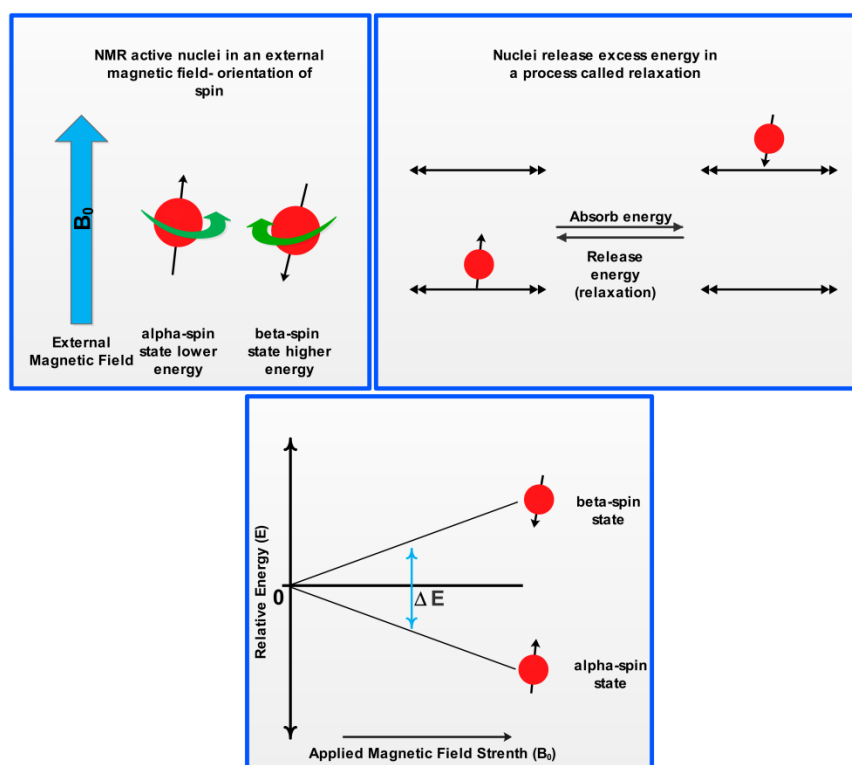 NMR active nuclei in an external
magnetic field- orientation of
spin
B₀
External
Magnetic Field
alpha-spin
state lower
energy
beta-spin
state higher
energy
Nuclei release excess energy in
a process called relaxation
Absorb energy
Release
energy
(relaxation)
Relative Energy (E)
0
Δ E
beta-spin
state
alpha-spin
state
Applied Magnetic Field Strenth (B₀)